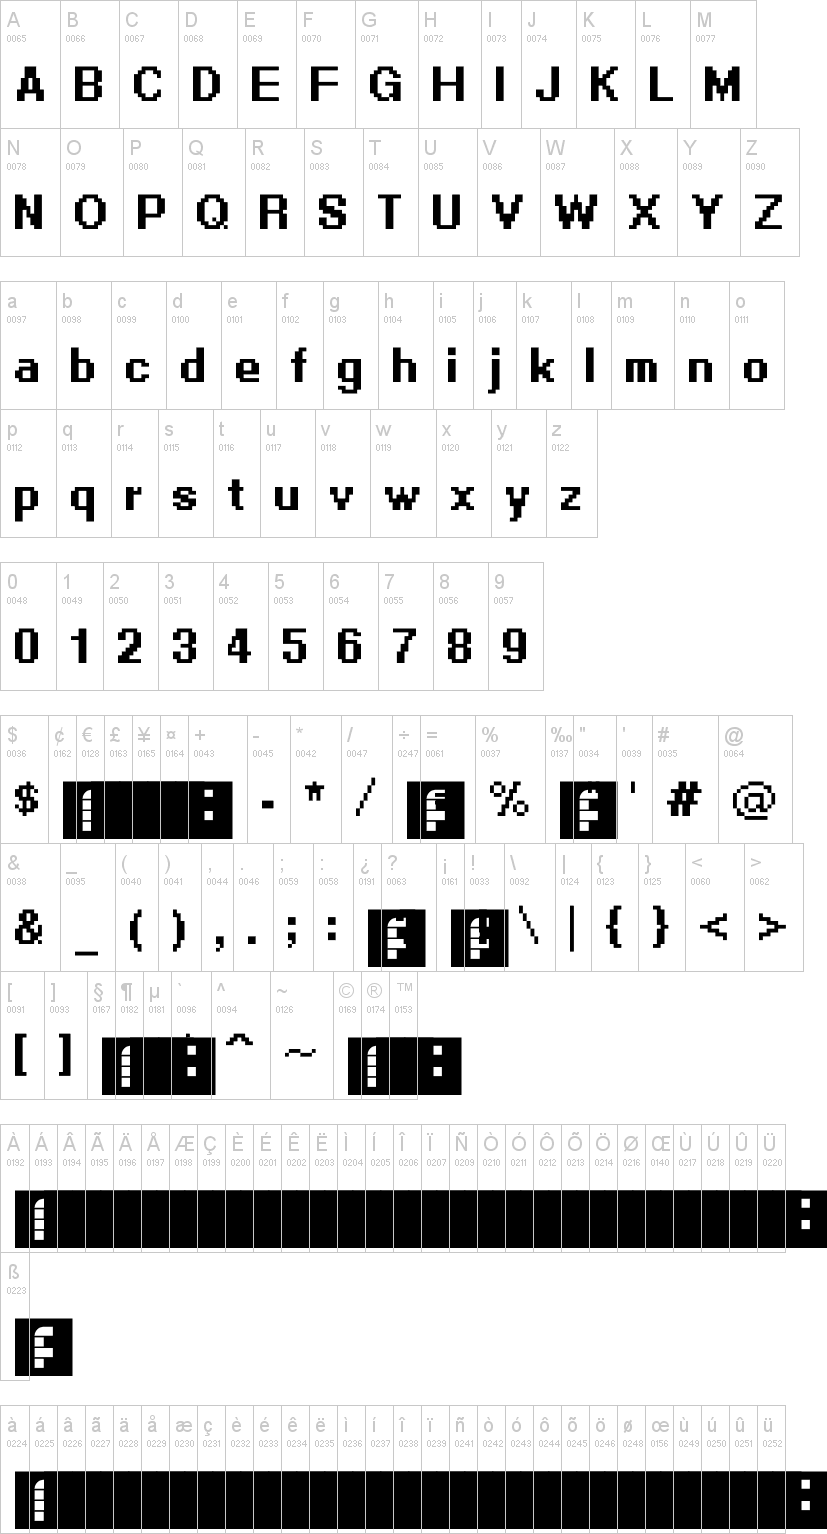 A B C D E F G H I J K L M
0065 0066 0067 0068 0069 0070 0071 0072 0073 0074 0075 0076 0077
A B C D E F G H I J K L M
N O P Q R S T U V W X Y Z
0078 0079 0080 0081 0082 0083 0084 0085 0086 0087 0088 0089 0090
N O P Q R S T U V W X Y Z
a b c d e f g h i j k l m n o
0097 0098 0099 0100 0101 0102 0103 0104 0105 0106 0107 0108 0109 0110 0111
a b c d e f g h i j k l m n o
p q r s t u v w x y z
0112 0113 0114 0115 0116 0117 0118 0119 0120 0121 0122
p q r s t u v w x y z
0 1 2 3 4 5 6 7 8 9
0048 0049 0050 0051 0052 0053 0054 0055 0056 0057
0 1 2 3 4 5 6 7 8 9
$ ¢ € £ ¥ ¤ + - * / ÷ = % ‰ " ' # @
0036 0162 0128 0163 0165 0164 0043 0045 0042 0047 0247 0061 0037 0137 0034 0039 0035 0064
$ - * / % ' # @
& _ ( ) , . ; : ¿ ? ¡ ! \ | { } < >
0038 0095 0040 0041 0044 0046 0059 0058 0191 0063 0161 0033 0092 0124 0123 0125 0060 0062
& _ ( ) , . ; : \ | { } < >
[ ] § ¶ µ ` ^ ~ © ® ™
0091 0093 0167 0182 0181 0096 0094 0126 0169 0174 0153
[ ] ^ ~
À Á Â Ã Ä Å Æ Ç È É Ê Ë Ì Í Î Ï Ñ Ò Ó Ô Õ Ö Ø Œ Ù Ú Û Ü
0192 0193 0194 0195 0196 0197 0198 0199 0200 0201 0202 0203 0204 0205 0206 0207 0209 0210 0211 0212 0213 0214 0216 0140 0217 0218 0219 0220
ß
0223
à á â ã ä å æ ç è é ê ë ì í î ï ñ ò ó ô õ ö ø œ ù ú û ü
0224 0225 0226 0227 0228 0229 0230 0231 0232 0233 0234 0235 0236 0237 0238 0239 0241 0242 0243 0244 0245 0246 0248 0156 0249 0250 0251 0252